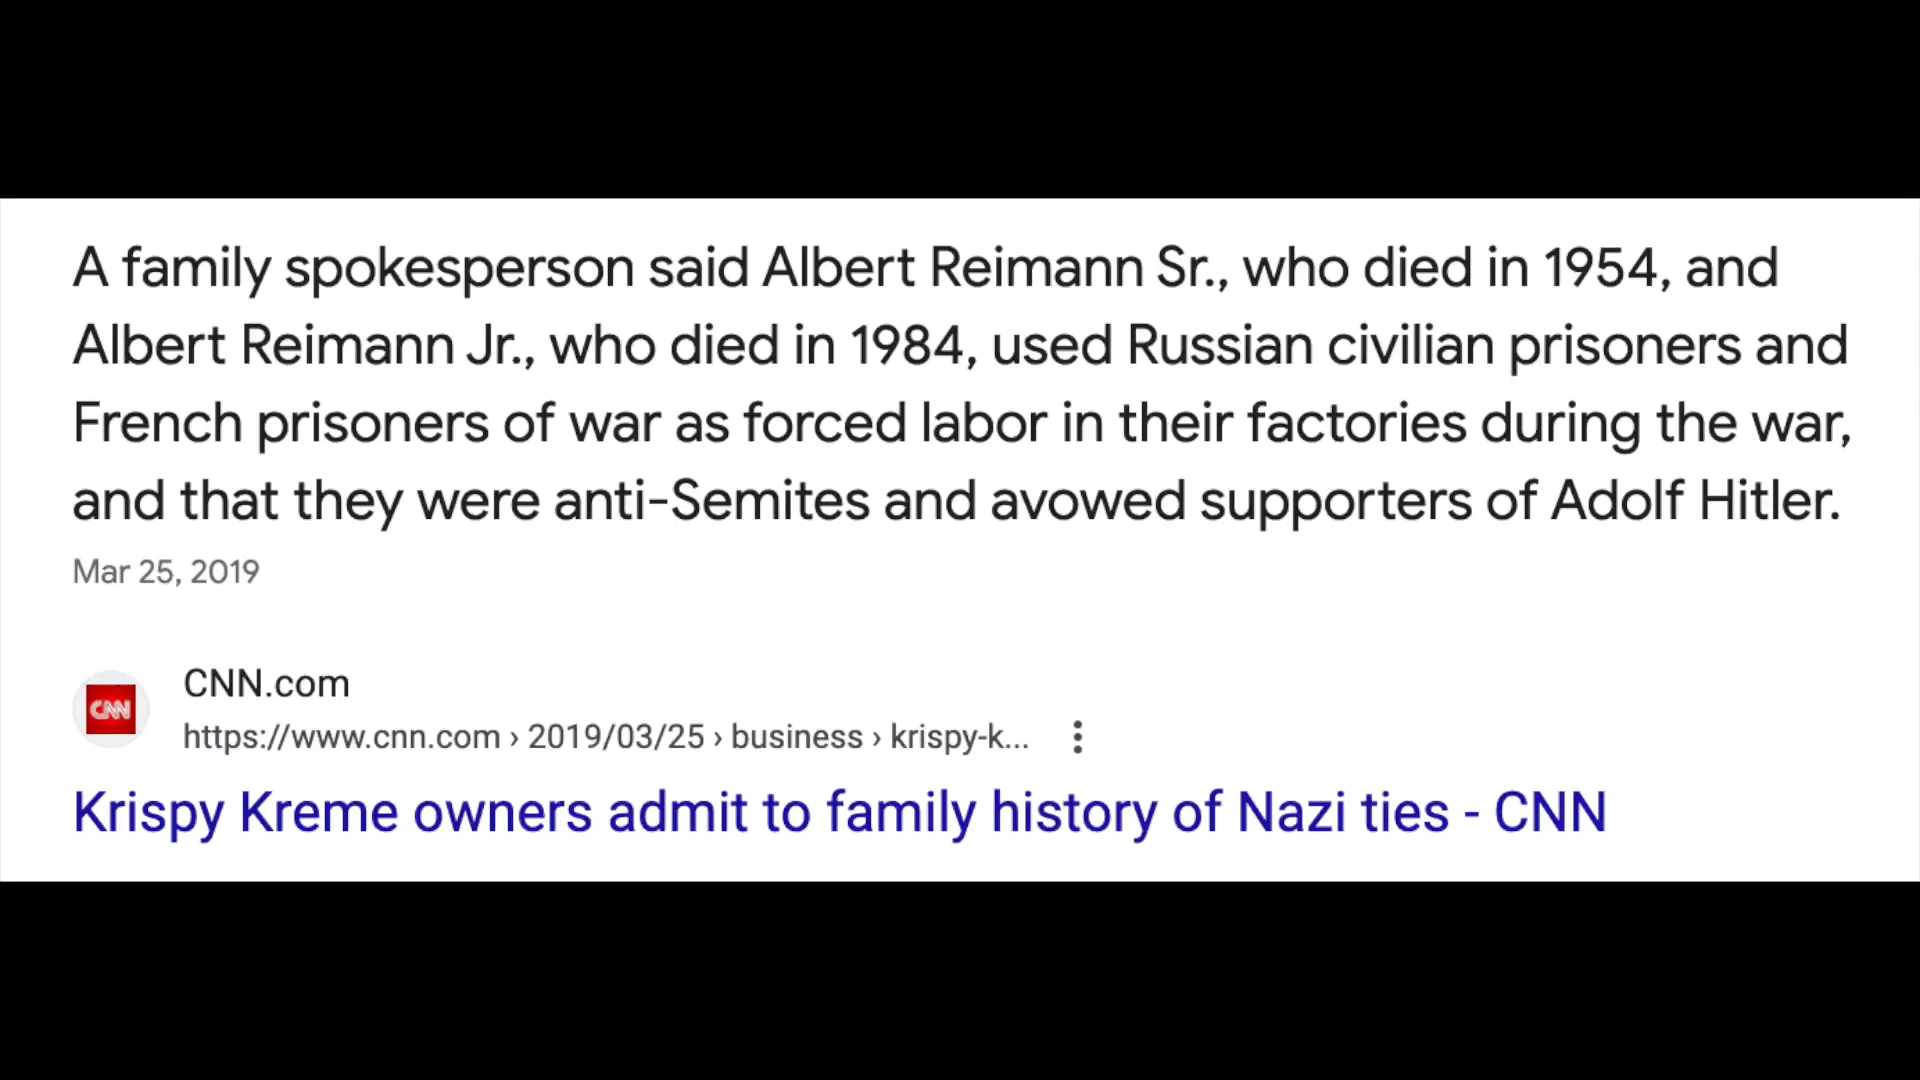 A family spokesperson said Albert Reimann Sr., who died in 1954, and
Albert Reimann Jr., who died in 1984, used Russian civilian prisoners and
French prisoners of war as forced labor in their factories during the war,
and that they were anti-Semites and avowed supporters of Adolf Hitler.
Mar 25, 2019
CNN
CNN.com
https://www.cnn.com › 2019/03/25 › business › krispy-k...
Krispy Kreme owners admit to family history of Nazi ties - CNN